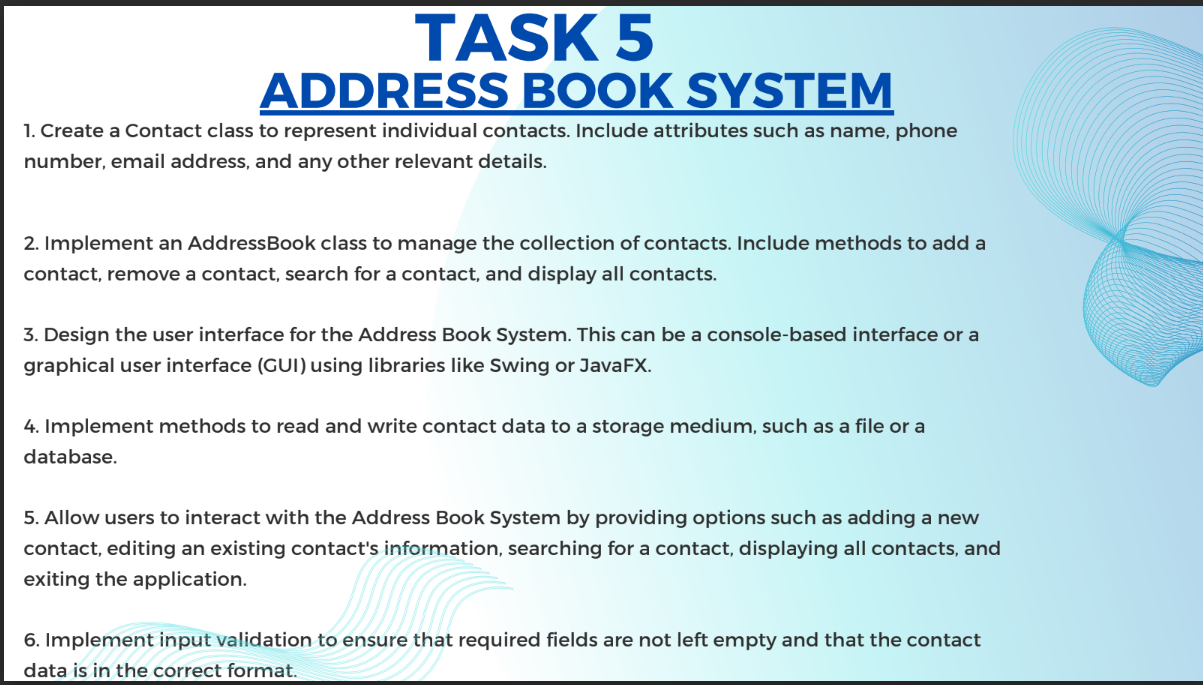 TASK 5
ADDRESS BOOK SYSTEM
1. Create a Contact class to represent individual contacts. Include attributes such as name, phone
number, email address, and any other relevant details.
2. Implement an AddressBook class to manage the collection of contacts. Include methods to add a
contact, remove a contact, search for a contact, and display all contacts.
3. Design the user interface for the Address Book System. This can be a console-based interface or a
graphical user interface (GUI) using libraries like Swing or JavaFX.
4. Implement methods to read and write contact data to a storage medium, such as a file or a
database.
5. Allow users to interact with the Address Book System by providing options such as adding a new
contact, editing an existing contact's information, searching for a contact, displaying all contacts, and
exiting the application.
6. Implement input validation to ensure that required fields are not left empty and that the contact
data is in the correct format.